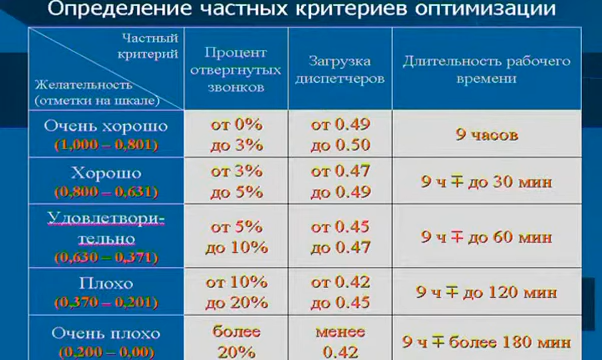 Определение частных критериев оптимизации
Частный
критерий
Желательность
(отметки на шкале)
Процент
отвергнутых
звонков
Загрузка
диспетчеров
Длительность рабочего
времени
Очень хорошо
(1,000 – 0,801)
от 0%
до 3%
от 0.49
до 0.50
9 часов
Хорошо
(0,800 – 0,631)
от 3%
до 5%
от 0.47
до 0.49
9 ч ∓ до 30 мин
Удовлетвори-
тельно
(0,630 – 0,371)
от 5%
до 10%
от 0.45
до 0.47
9 ч ∓ до 60 мин
Плохо
(0,370 – 0,201)
от 10%
до 20%
от 0.42
до 0.45
9 ч ∓ до 120 мин
Очень плохо
(0,200 – 0,00)
более
20%
менее
0.42
9 ч ∓ более 180 мин